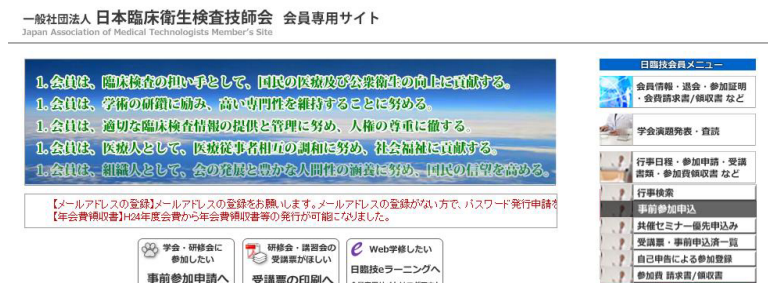 一般社団法人 日本臨床衛生検査技師会 会員専用サイト
Japan Association of Medical Technologists Member's Site
1. 会員は、臨床検査の担い手として、国民の医療及び公衆衛生の向上に貢献する。
1. 会員は、学術の研鑽に励み、高い専門性を維持することに努める。
1. 会員は、適切な臨床検査情報の提供と管理に努め、人権の尊重に徹する。
1. 会員は、医療人として、医療従事者相互の調和に努め、社会福祉に貢献する。
1. 会員は、組織人として、会の発展と豊かな人間性の涵養に努め、国民の信望を高める。
【メールアドレスの登録】メールアドレスの登録をお願いします。メールアドレスの登録がない方で、パスワード発行申請を
【年会費領収書】H24年度会費から年会費領収書等の発行が可能になりました。
学会・研修会に
参加したい
事前参加申請へ
研修会・講習会の
受講票がほしい
受講票の印刷へ
Web学修したい
日臨技eラーニングへ
日臨技会員メニュー
会員情報・退会・参加証明
・会費請求書/領収書 など
学会演題発表・査読
行事日程・参加申請・受講
書類・参加費領収書 など
行事検索
事前参加申込
共催セミナー優先申込み
受講票・事前申込済一覧
自己申告による参加登録
参加費 請求書/領収書